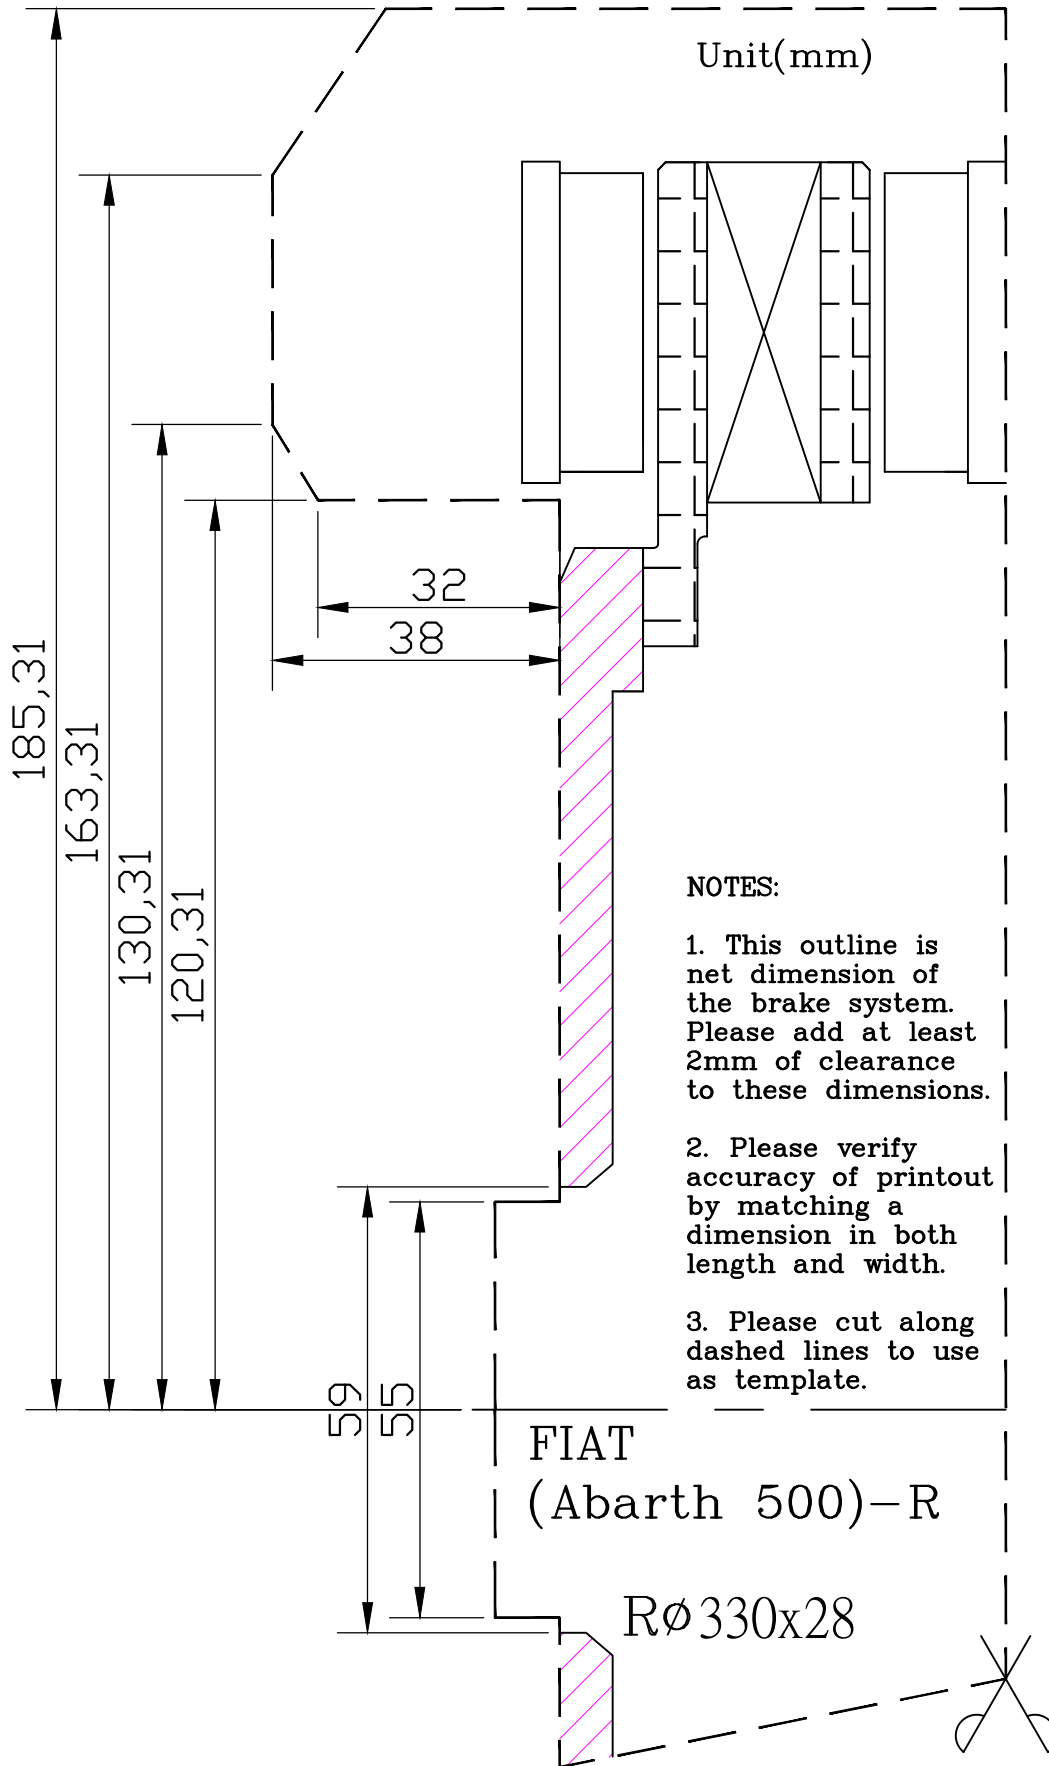 Unit(mm)
32
38
185,31
163,31
130,31
120,31
NOTES:
1. This outline is
net dimension of
the brake system.
Please add at least
2mm of clearance
to these dimensions.
2. Please verify
accuracy of printout
by matching a
dimension in both
length and width.
3. Please cut along
dashed lines to use
as template.
59
55
FIAT
(Abarth 500)-R
RØ330x28